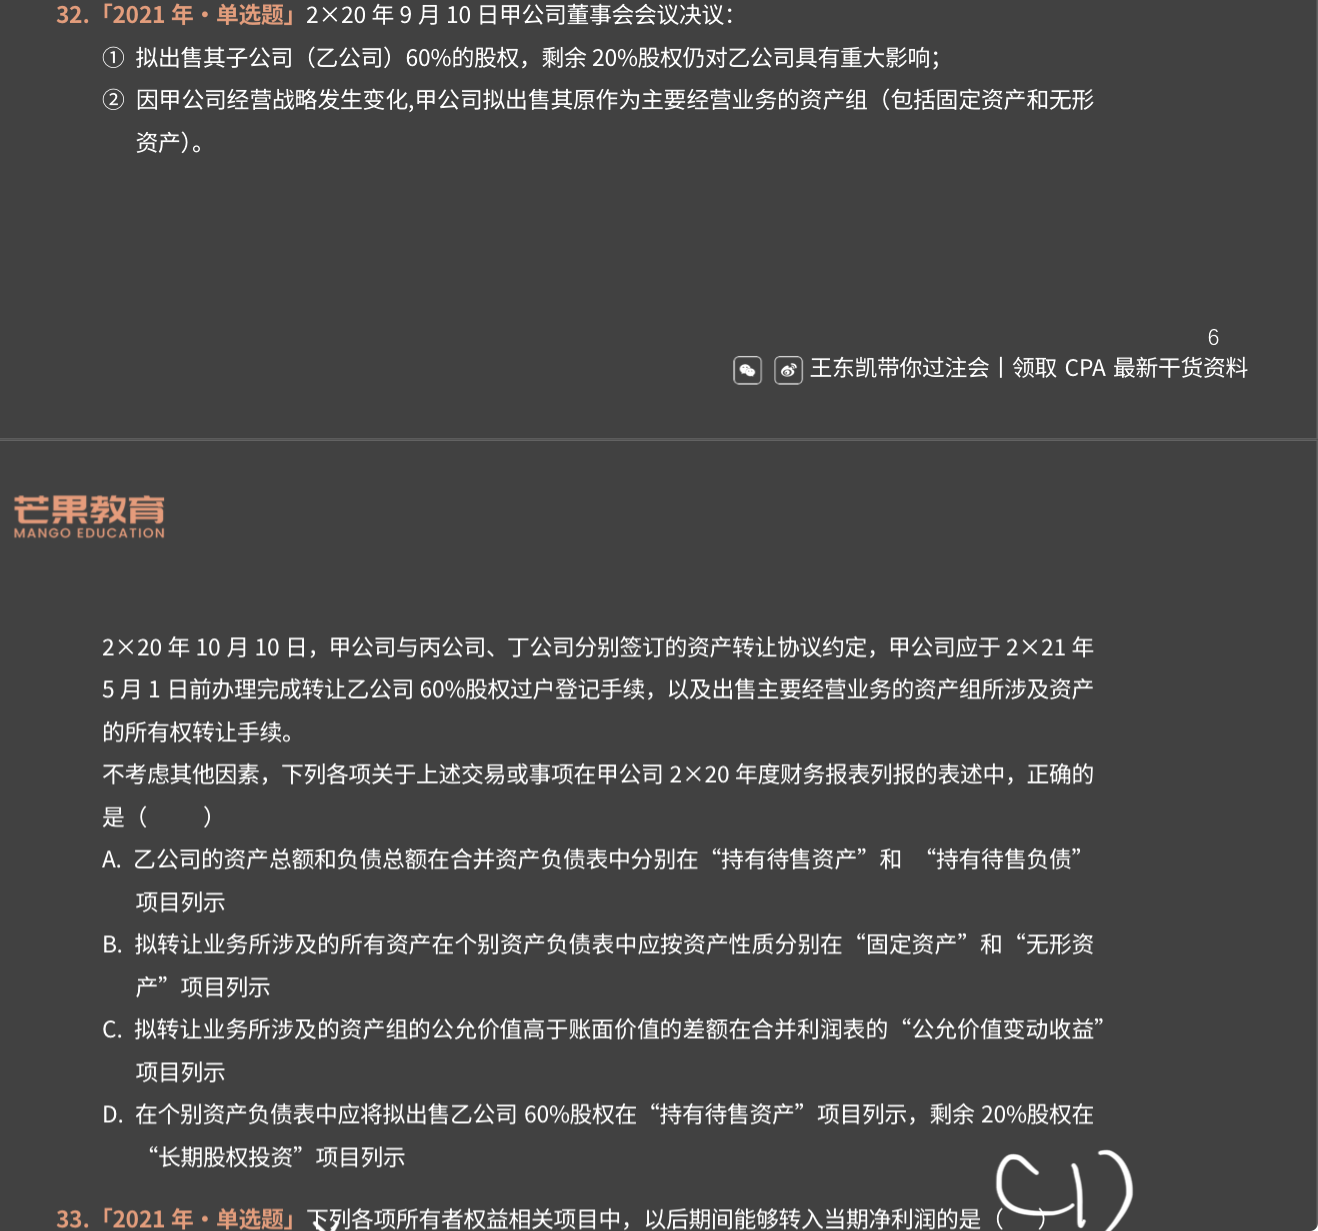 32.「2021 年·单选题」2×20 年 9 月 10 日甲公司董事会会议决议：
① 拟出售其子公司（乙公司）60%的股权，剩余 20%股权仍对乙公司具有重大影响；
② 因甲公司经营战略发生变化,甲公司拟出售其原作为主要经营业务的资产组（包括固定资产和无形
资产）。
6
王东凯带你过注会丨领取 CPA 最新干货资料
芒果教育
MANGO EDUCATION
2×20 年 10 月 10 日，甲公司与丙公司、丁公司分别签订的资产转让协议约定，甲公司应于 2×21 年
5 月 1 日前办理完成转让乙公司 60%股权过户登记手续，以及出售主要经营业务的资产组所涉及资产
的所有权转让手续。
不考虑其他因素，下列各项关于上述交易或事项在甲公司 2×20 年度财务报表列报的表述中，正确的
是（ ）
A. 乙公司的资产总额和负债总额在合并资产负债表中分别在“持有待售资产”和 “持有待售负债”
项目列示
B. 拟转让业务所涉及的所有资产在个别资产负债表中应按资产性质分别在“固定资产”和“无形资
产”项目列示
C. 拟转让业务所涉及的资产组的公允价值高于账面价值的差额在合并利润表的“公允价值变动收益”
项目列示
D. 在个别资产负债表中应将拟出售乙公司 60%股权在“持有待售资产”项目列示，剩余 20%股权在
“长期股权投资”项目列示
33.「2021 年·单选题」下列各项所有者权益相关项目中，以后期间能够转入当期净利润的是（ ）